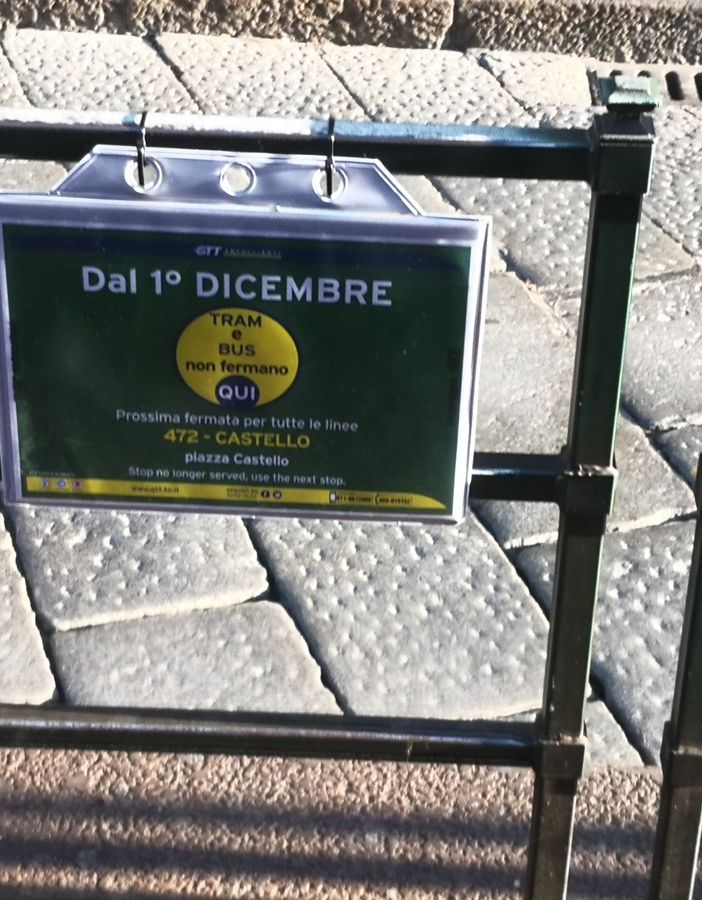 GTT
Dal 1° DICEMBRE
TRAM
e
BUS
non fermano
QUI
Prossima fermata per tutte le linee
472 - CASTELLO
piazza Castello
Stop no longer served, use the next stop.
www.gtt.to.it